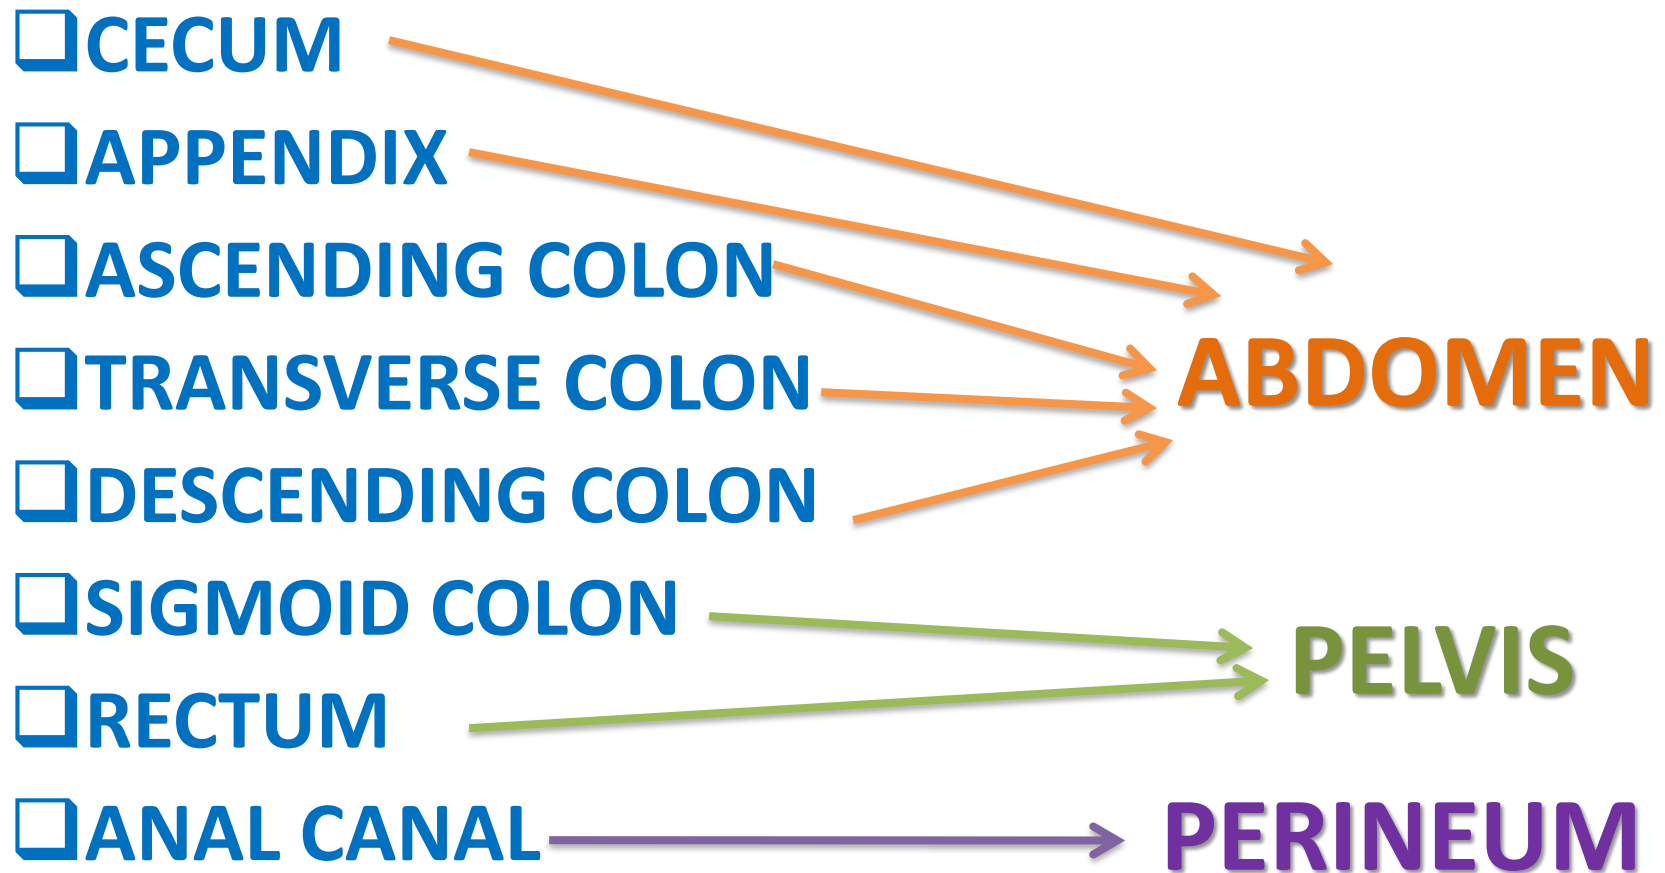 CECUM
APPENDIX
ASCENDING COLON
TRANSVERSE COLON
DESCENDING COLON
SIGMOID COLON
RECTUM
ANAL CANAL
ABDOMEN
PELVIS
PERINEUM